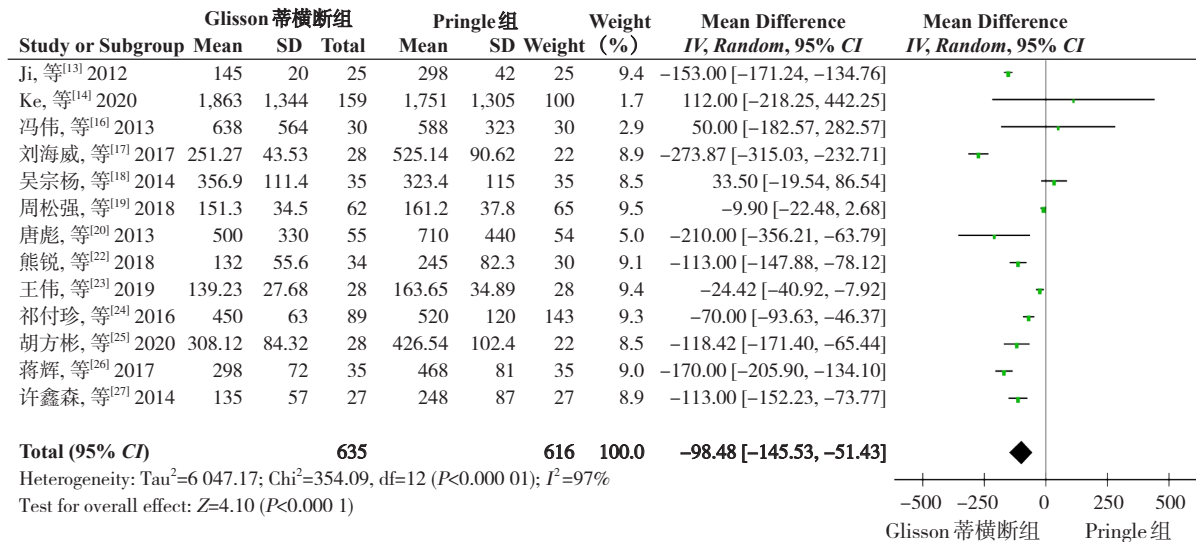 Glisson 蒂横断组 Pringle 组 Weight Mean Difference Mean Difference
Study or Subgroup Mean SD Total Mean SD Weight （%） IV, Random, 95% CI IV, Random, 95% CI
Ji, 等[13] 2012 145 20 25 298 42 25 9.4 −153.00 [−171.24, −134.76]
Ke, 等[14] 2020 1,863 1,344 159 1,751 1,305 100 1.7 112.00 [−218.25, 442.25]
冯伟, 等[16] 2013 638 564 30 588 323 30 2.9 50.00 [−182.57, 282.57]
刘海威, 等[17] 2017 251.27 43.53 28 525.14 90.62 22 8.9 −273.87 [−315.03, −232.71]
吴宗杨, 等[18] 2014 356.9 111.4 35 323.4 115 35 8.5 33.50 [−19.54, 86.54]
周松强, 等[19] 2018 151.3 34.5 62 161.2 37.8 65 9.5 −9.90 [−22.48, 2.68]
唐彪, 等[20] 2013 500 330 55 710 440 54 5.0 −210.00 [−356.21, −63.79]
熊锐, 等[22] 2018 132 55.6 34 245 82.3 30 9.1 −113.00 [−147.88, −78.12]
王伟, 等[23] 2019 139.23 27.68 28 163.65 34.89 28 9.4 −24.42 [−40.92, −7.92]
祁付珍, 等[24] 2016 450 63 89 520 120 143 9.3 −70.00 [−93.63, −46.37]
胡方彬, 等[25] 2020 308.12 84.32 28 426.54 102.4 22 8.5 −118.42 [−171.40, −65.44]
蒋辉, 等[26] 2017 298 72 35 468 81 35 9.0 −170.00 [−205.90, −134.10]
许鑫森, 等[27] 2014 135 57 27 248 87 27 8.9 −113.00 [−152.23, −73.77]
Total (95% CI) 635 616 100.0 −98.48 [−145.53, −51.43]
Heterogeneity: Tau²=6 047.17; Chi²=354.09, df=12 (P<0.000 01); I²=97%
Test for overall effect: Z=4.10 (P<0.000 1)
−500 −250 0 250 500
Glisson 蒂横断组 Pringle 组